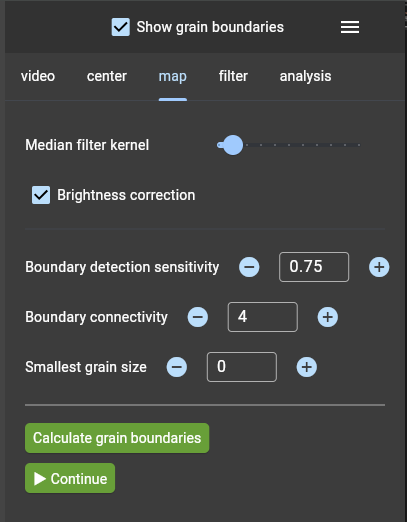 Show grain boundaries
video center map filter analysis
Median filter kernel
Brightness correction
Boundary detection sensitivity 0.75
Boundary connectivity 4
Smallest grain size 0
Calculate grain boundaries
Continue